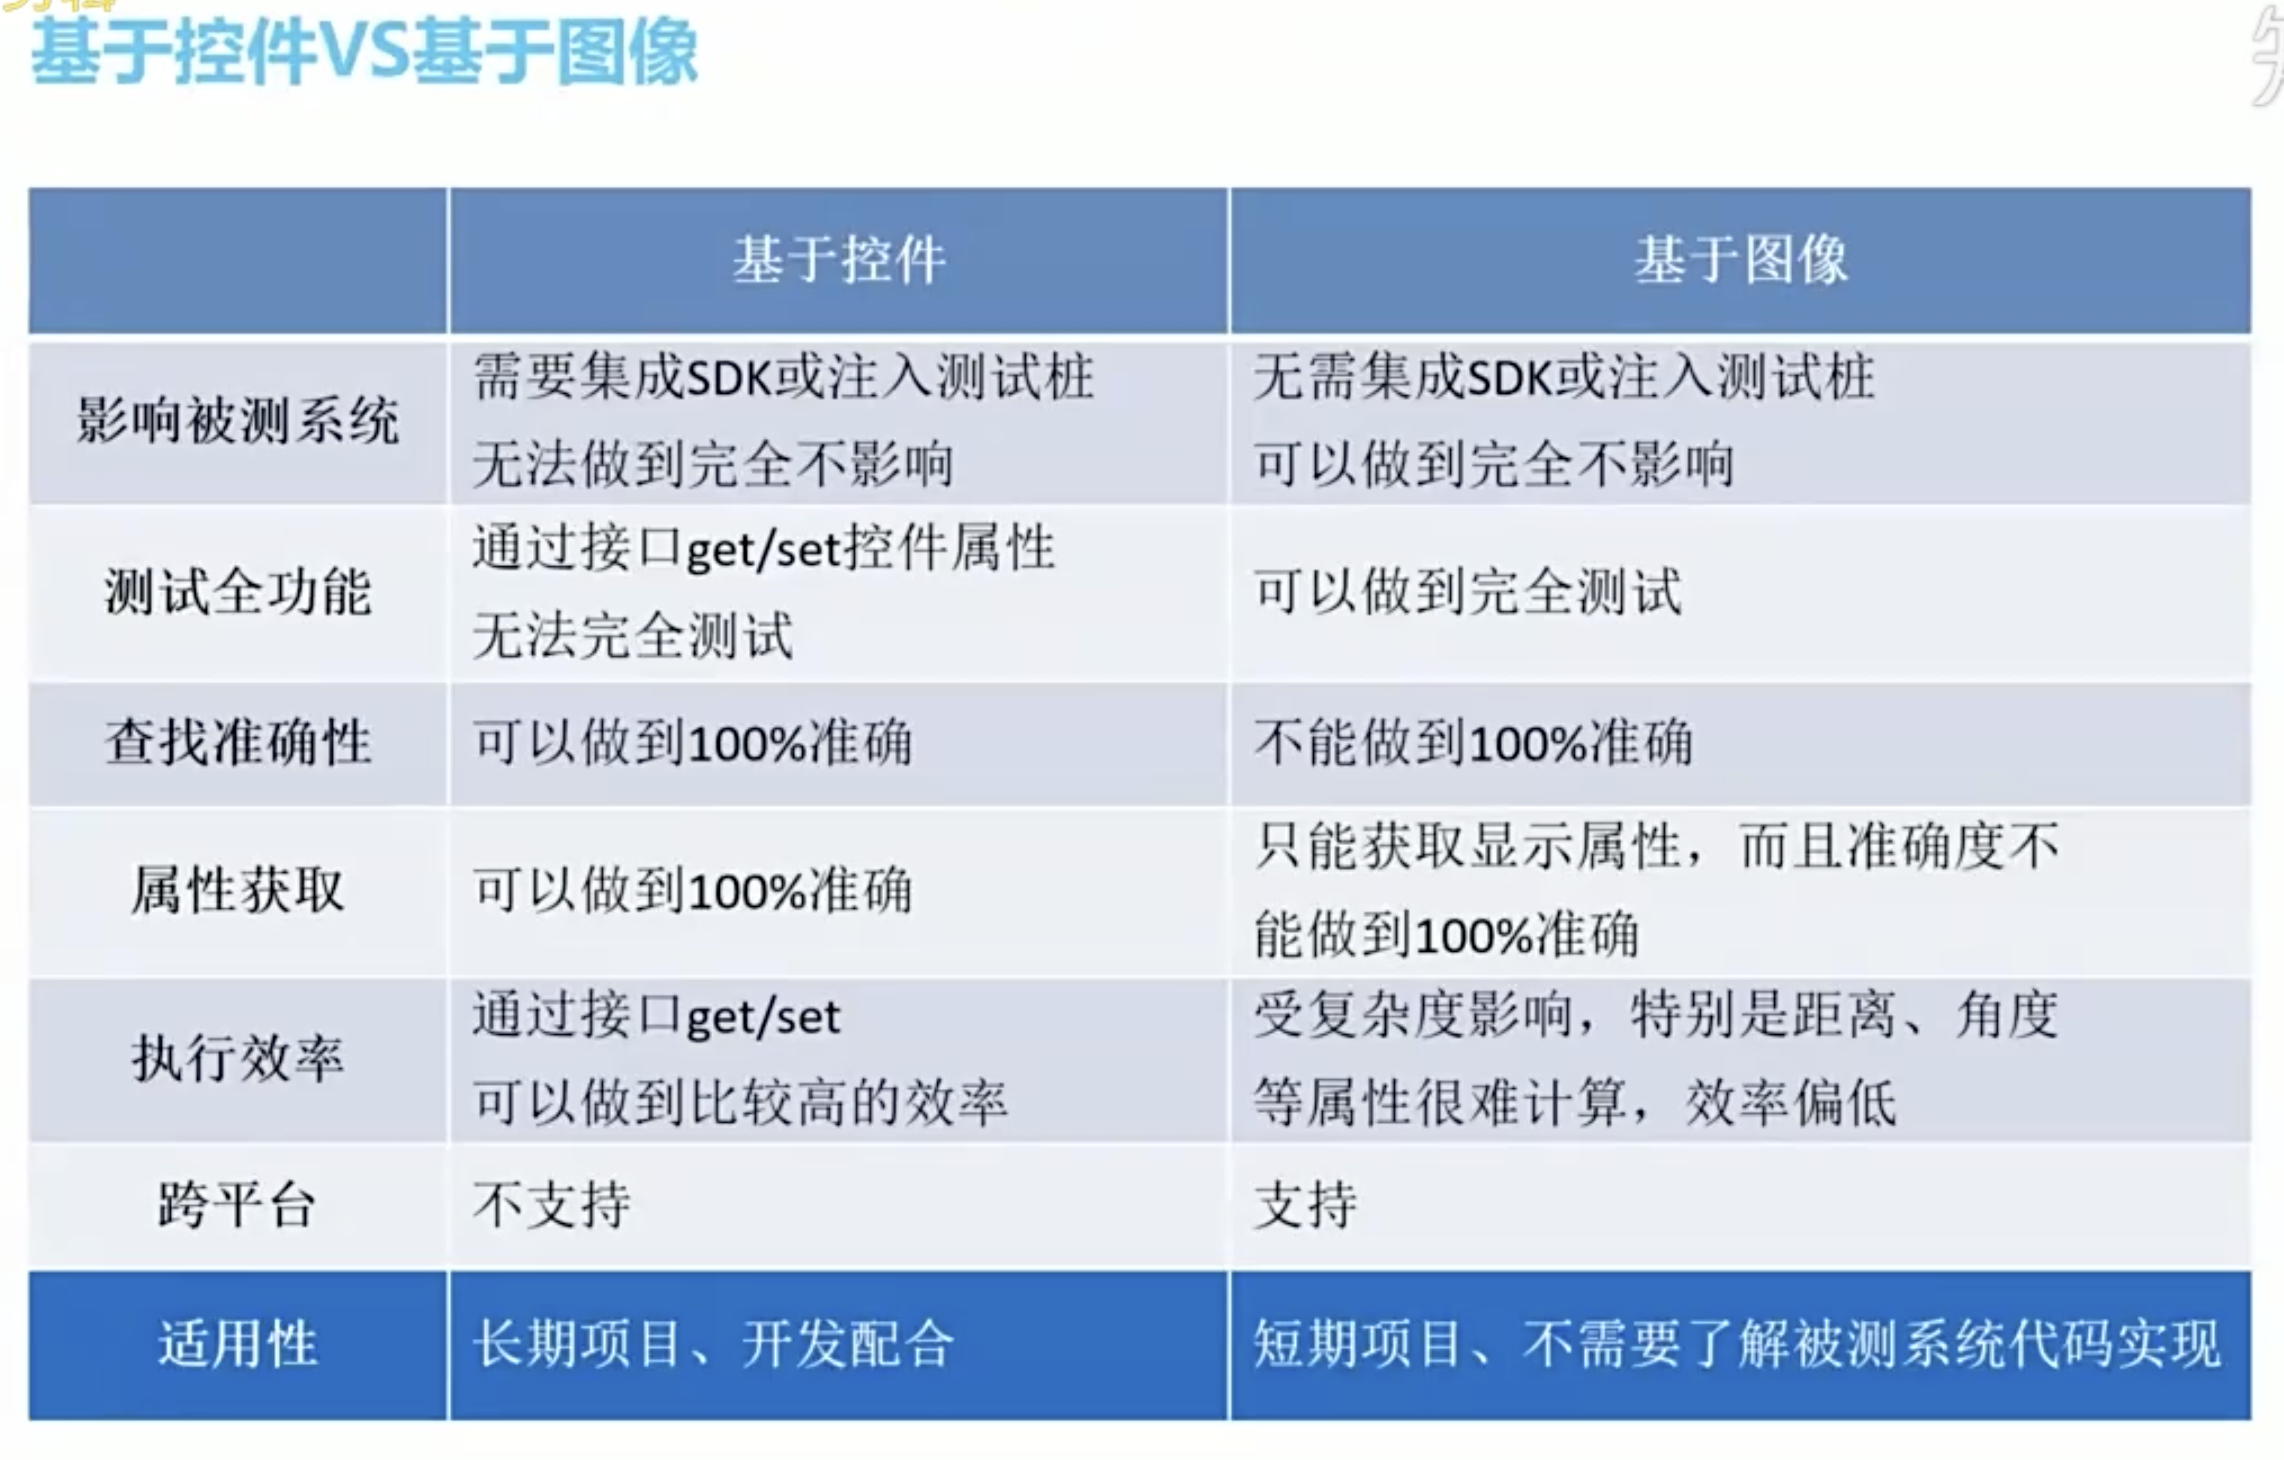 基于控件VS基于图像
基于控件
基于图像
影响被测系统
需要集成SDK或注入测试桩
无法做到完全不影响
无需集成SDK或注入测试桩
可以做到完全不影响
测试全功能
通过接口get/set控件属性
无法完全测试
可以做到完全测试
查找准确性
可以做到100%准确
不能做到100%准确
属性获取
可以做到100%准确
只能获取显示属性，而且准确度不
能做到100%准确
执行效率
通过接口get/set
可以做到比较高的效率
受复杂度影响，特别是距离、角度
等属性很难计算，效率偏低
跨平台
不支持
支持
适用性
长期项目、开发配合
短期项目、不需要了解被测系统代码实现